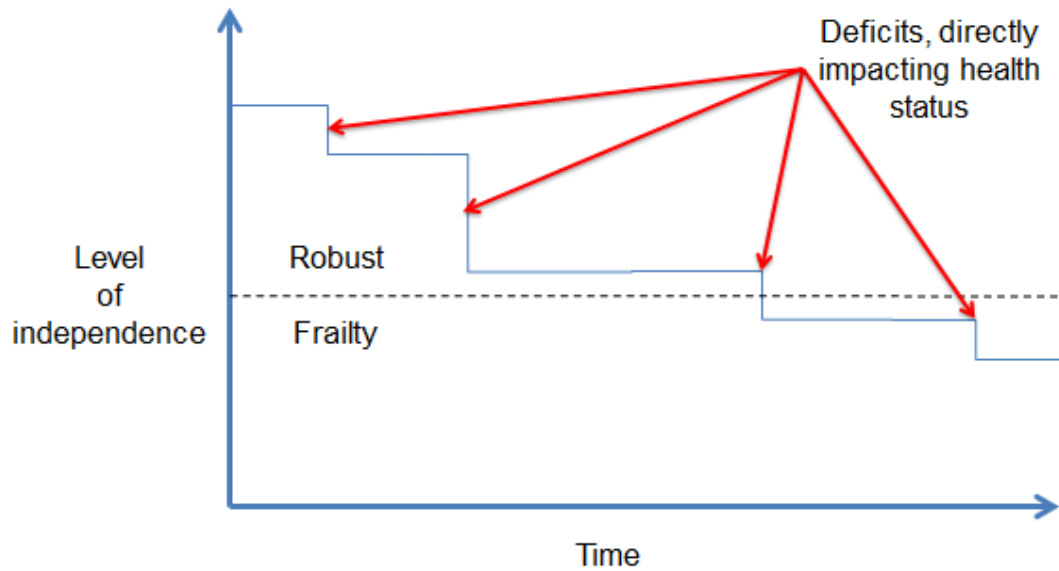 Deficits, directly
impacting health
status
Level
of
independence
Robust
Frailty
Time